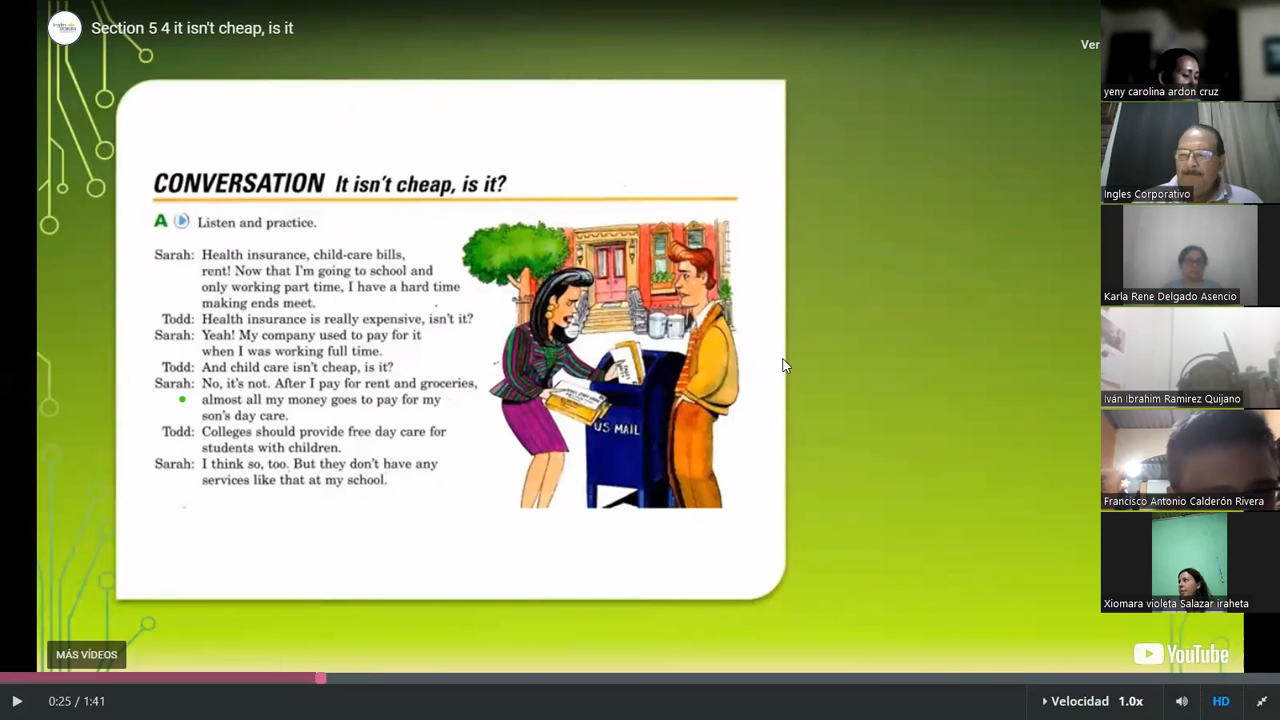 Section 5 4 it isn't cheap, is it
Ver
CONVERSATION It isn't cheap, is it?
A Listen and practice.
Sarah: Health insurance, child-care bills,
rent! Now that I'm going to school and
only working part time, I have a hard time
making ends meet.
Todd: Health insurance is really expensive, isn't it?
Sarah: Yeah! My company used to pay for it
when I was working full time.
Todd: And child care isn't cheap, is it?
Sarah: No, it's not. After I pay for rent and groceries,
almost all my money goes to pay for my
son's day care.
Todd: Colleges should provide free day care for
students with children.
Sarah: I think so, too. But they don't have any
services like that at my school.
US MAIL
yeny carolina ardon cruz
Ingles Corporativo
Karla Rene Delgado Asencio
Iván Ibrahim Ramirez Quijano
Francisco Antonio Calderón Rivera
Xiomara violeta Salazar iraheta
MÁS VÍDEOS
YouTube
0:25 / 1:41
Velocidad 1.0x
HD